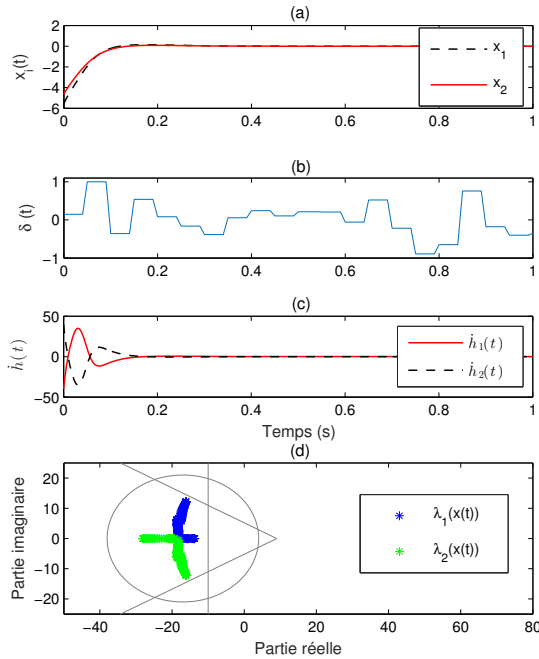 (a)
2
0
−2
−4
−6
x_i(t)
x_1
x_2
0
0.2
0.4
0.6
0.8
1
(b)
1
0
−1
δ (t)
0
0.2
0.4
0.6
0.8
1
(c)
50
0
−50
ḣ(t)
ḣ_1(t)
ḣ_2(t)
0
0.2
0.4
0.6
0.8
1
Temps (s)
(d)
20
10
0
−10
−20
Partie imaginaire
λ_1(x(t))
λ_2(x(t))
−40
−20
0
20
40
60
80
Partie réelle